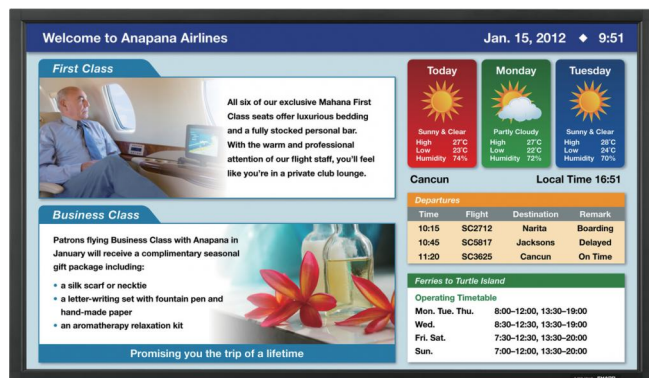 Welcome to Anapana Airlines
Jan. 15, 2012 ◆ 9:51
First Class
All six of our exclusive Mahana First
Class seats offer luxurious bedding
and a fully stocked personal bar.
With the warm and professional
attention of our flight staff, you'll feel
like you're in a private club lounge.
Business Class
Patrons flying Business Class with Anapana in
January will receive a complimentary seasonal
gift package including:
• a silk scarf or necktie
• a letter-writing set with fountain pen and
hand-made paper
• an aromatherapy relaxation kit
Promising you the trip of a lifetime
Today Monday Tuesday
Sunny & Clear Partly Cloudy Sunny & Clear
High 27°C High 27°C High 28°C
Low 23°C Low 22°C Low 24°C
Humidity 74% Humidity 72% Humidity 70%
Cancun Local Time 16:51
Departures
Time Flight Destination Remark
10:15 SC2712 Narita Boarding
10:45 SC5817 Jacksons Delayed
11:20 SC3625 Cancun On Time
Ferries to Turtle Island
Operating Timetable
Mon. Tue. Thu. 8:00–12:00, 13:30–19:00
Wed. 8:30–12:30, 13:30–19:00
Fri. Sat. 7:30–12:30, 13:30–20:00
Sun. 7:00–12:00, 13:30–20:00